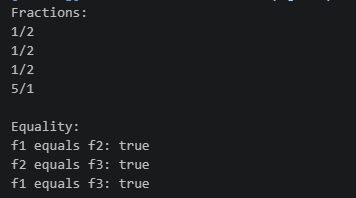 Fractions:
1/2
1/2
1/2
5/1

Equality:
f1 equals f2: true
f2 equals f3: true
f1 equals f3: true